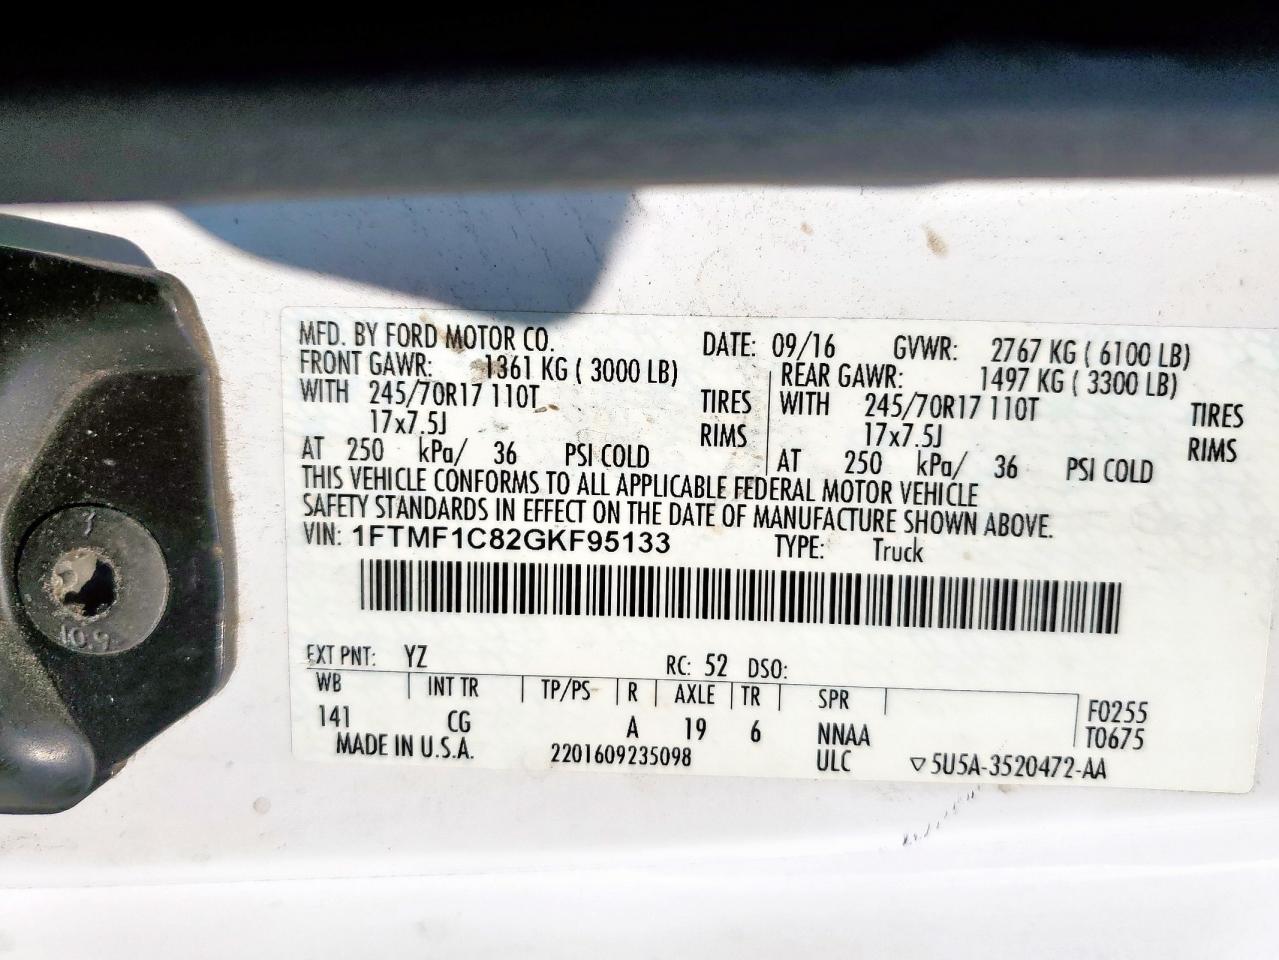 MFD. BY FORD MOTOR CO. DATE: 09/16 GVWR: 2767 KG ( 6100 LB)
FRONT GAWR: 1361 KG ( 3000 LB) REAR GAWR: 1497 KG ( 3300 LB)
WITH 245/70R17 110T TIRES WITH 245/70R17 110T TIRES
17x7.5J RIMS 17x7.5J RIMS
AT 250 kPa/ 36 PSI COLD AT 250 kPa/ 36 PSI COLD
THIS VEHICLE CONFORMS TO ALL APPLICABLE FEDERAL MOTOR VEHICLE
SAFETY STANDARDS IN EFFECT ON THE DATE OF MANUFACTURE SHOWN ABOVE.
VIN: 1FTMF1C82GKF95133 TYPE: Truck
EXT PNT: YZ RC: 52 DSO:
WB INT TR TP/PS R AXLE TR SPR F0255
141 CG A 19 6 NNAA T0675
MADE IN U.S.A. 2201609235098 ULC ▽5U5A-3520472-AA
10.9